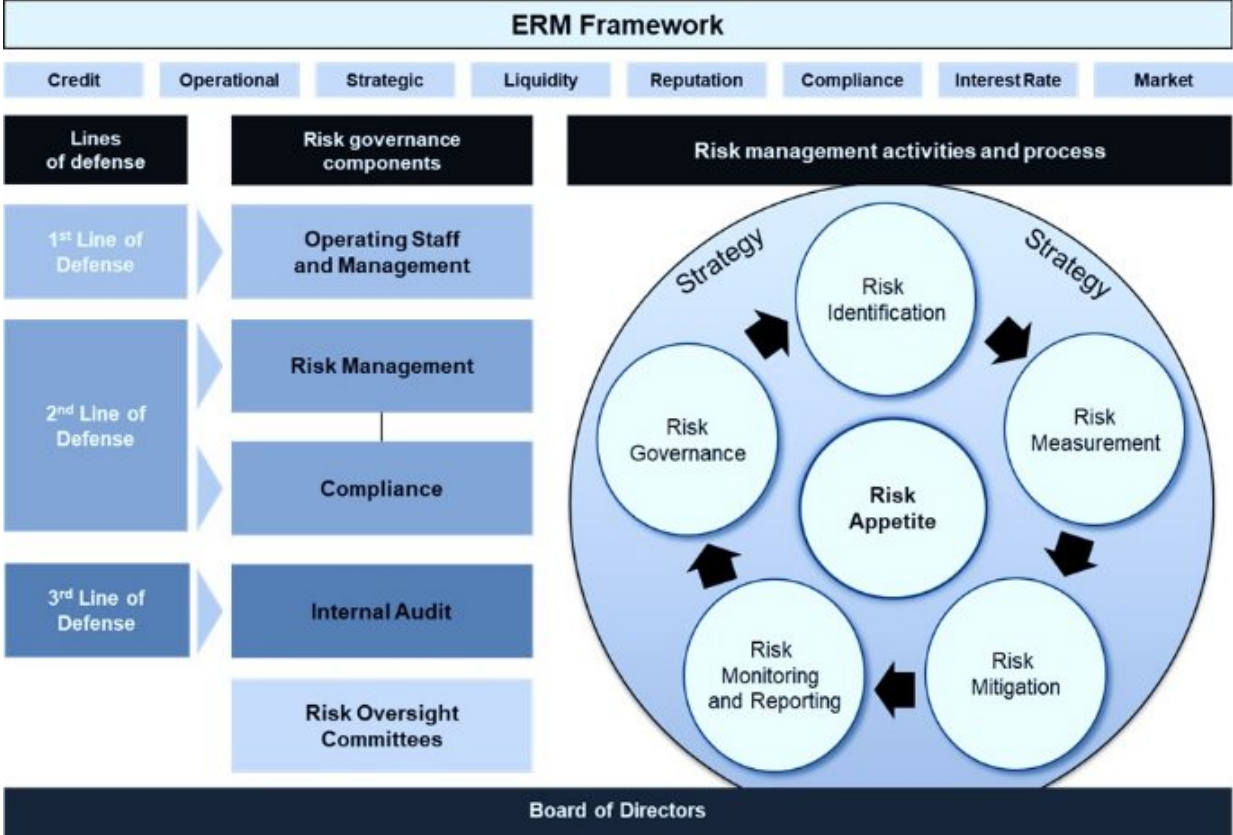 ERM Framework
Credit
Operational
Strategic
Liquidity
Reputation
Compliance
Interest Rate
Market
Lines
of defense
Risk governance
components
Risk management activities and process
1st Line of
Defense
Operating Staff
and Management
2nd Line of
Defense
Risk Management
Compliance
3rd Line of
Defense
Internal Audit
Risk Oversight
Committees
Strategy
Strategy
Risk
Identification
Risk
Measurement
Risk
Mitigation
Risk
Monitoring
and Reporting
Risk
Governance
Risk
Appetite
Board of Directors